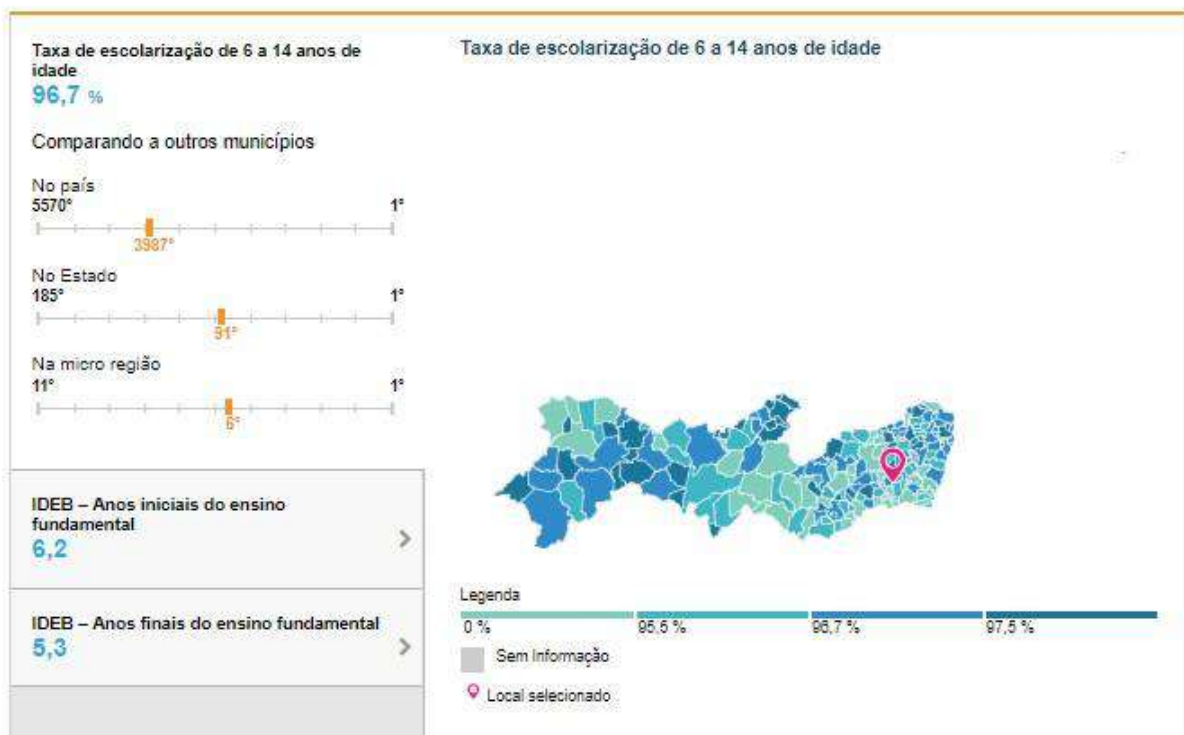 Taxa de escolarização de 6 a 14 anos de
idade
96,7 %
Comparando a outros municípios
No país
5570° 1°
3987°
No Estado
185° 1°
91°
Na micro região
11° 1°
6°
IDEB – Anos iniciais do ensino
fundamental
6,2
IDEB – Anos finais do ensino fundamental
5,3
Taxa de escolarização de 6 a 14 anos de idade
Legenda
0 % 95,5 % 96,7 % 97,5 %
Sem Informação
Local selecionado